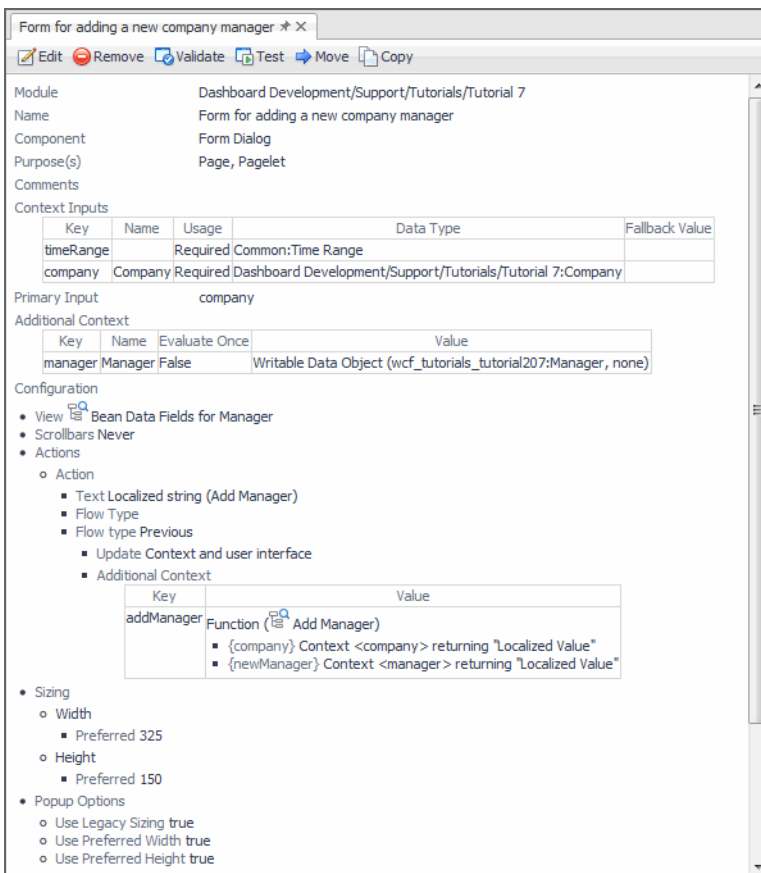 Form for adding a new company manager
Edit Remove Validate Test Move Copy
Module Dashboard Development/Support/Tutorials/Tutorial 7
Name Form for adding a new company manager
Component Form Dialog
Purpose(s) Page, Pagelet
Comments
Context Inputs
Key Name Usage Data Type Fallback Value
timeRange Required Common:Time Range
company Company Required Dashboard Development/Support/Tutorials/Tutorial 7:Company
Primary Input company
Additional Context
Key Name Evaluate Once Value
manager Manager False Writable Data Object (wcf_tutorials_tutorial207:Manager, none)
Configuration
• View Bean Data Fields for Manager
• Scrollbars Never
• Actions
Action
Text Localized string (Add Manager)
Flow Type
Flow type Previous
Update Context and user interface
Additional Context
Key Value
addManager Function ( Add Manager)
{company} Context <company> returning "Localized Value"
{newManager} Context <manager> returning "Localized Value"
• Sizing
Width
Preferred 325
Height
Preferred 150
• Popup Options
Use Legacy Sizing true
Use Preferred Width true
Use Preferred Height true